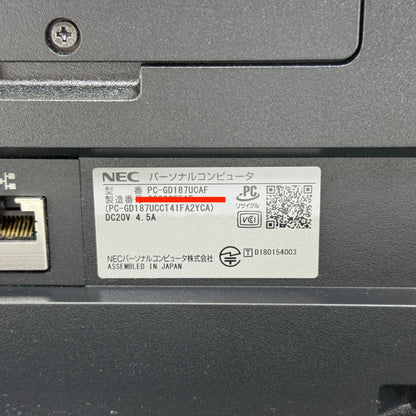 NEC パーソナルコンピュータ
型 番 PC-GD187UCAF
製造番
(PC-GD187UCCT41FA2YCA)
DC20V 4.5A
PC
リサイクル
VCCI
T D180154003
NECパーソナルコンピュータ株式会社
ASSEMBLED IN JAPAN